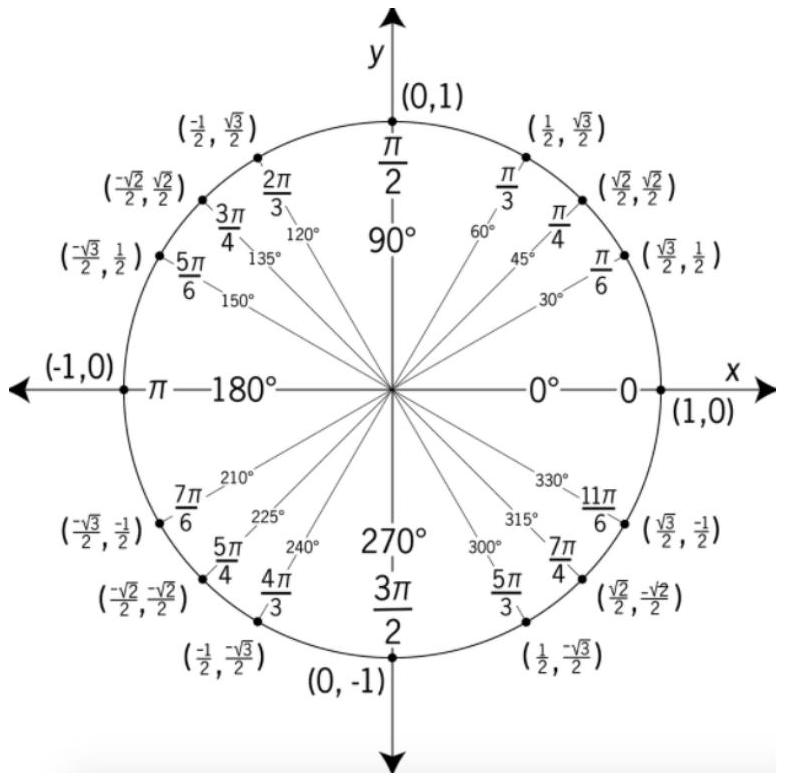 y
(0,1)
(-1/2, √3/2)
(1/2, √3/2)
π/2
2π/3
π/3
(-√2/2, √2/2)
(√2/2, √2/2)
3π/4
π/4
120°
90°
60°
(-√3/2, 1/2)
(√3/2, 1/2)
5π/6
135°
45°
π/6
150°
30°
(-1,0)
x
π
180°
0°
0
(1,0)
210°
330°
7π/6
11π/6
(-√3/2, -1/2)
(√3/2, -1/2)
225°
315°
5π/4
240°
270°
300°
7π/4
(-√2/2, -√2/2)
(√2/2, -√2/2)
4π/3
3π/2
5π/3
(-1/2, -√3/2)
(1/2, -√3/2)
(0, -1)